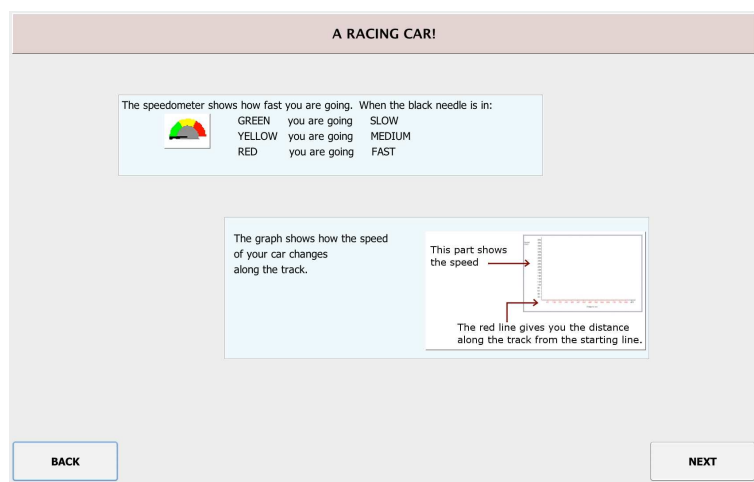 A RACING CAR!
The speedometer shows how fast you are going. When the black needle is in:
GREEN you are going SLOW
YELLOW you are going MEDIUM
RED you are going FAST
The graph shows how the speed
of your car changes
along the track.
This part shows
the speed
The red line gives you the distance
along the track from the starting line.
BACK
NEXT